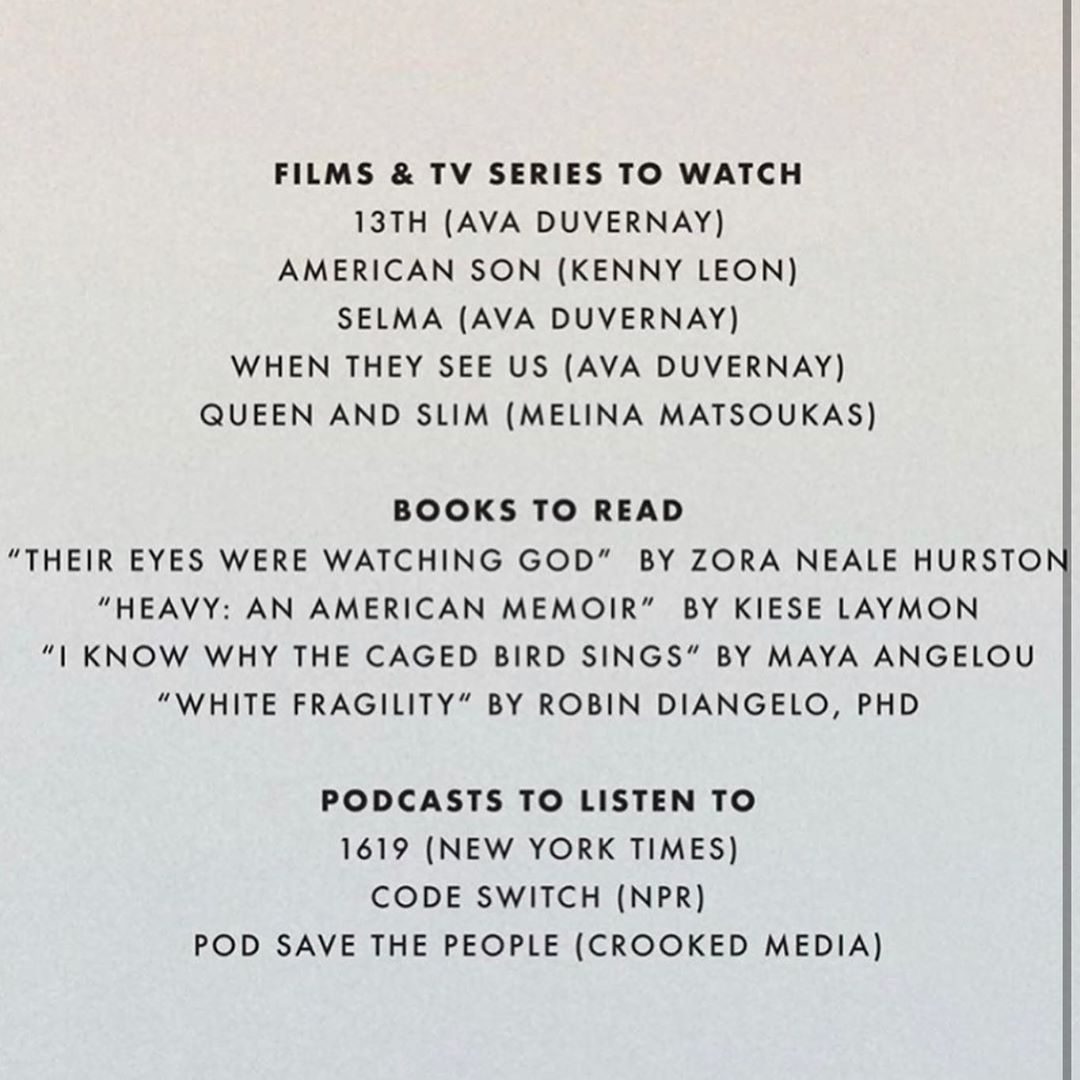 FILMS & TV SERIES TO WATCH
13TH (AVA DUVERNAY)
AMERICAN SON (KENNY LEON)
SELMA (AVA DUVERNAY)
WHEN THEY SEE US (AVA DUVERNAY)
QUEEN AND SLIM (MELINA MATSOUKAS)
BOOKS TO READ
“THEIR EYES WERE WATCHING GOD” BY ZORA NEALE HURSTON
“HEAVY: AN AMERICAN MEMOIR” BY KIESE LAYMON
“I KNOW WHY THE CAGED BIRD SINGS“ BY MAYA ANGELOU
“WHITE FRAGILITY“ BY ROBIN DIANGELO, PHD
PODCASTS TO LISTEN TO
1619 (NEW YORK TIMES)
CODE SWITCH (NPR)
POD SAVE THE PEOPLE (CROOKED MEDIA)